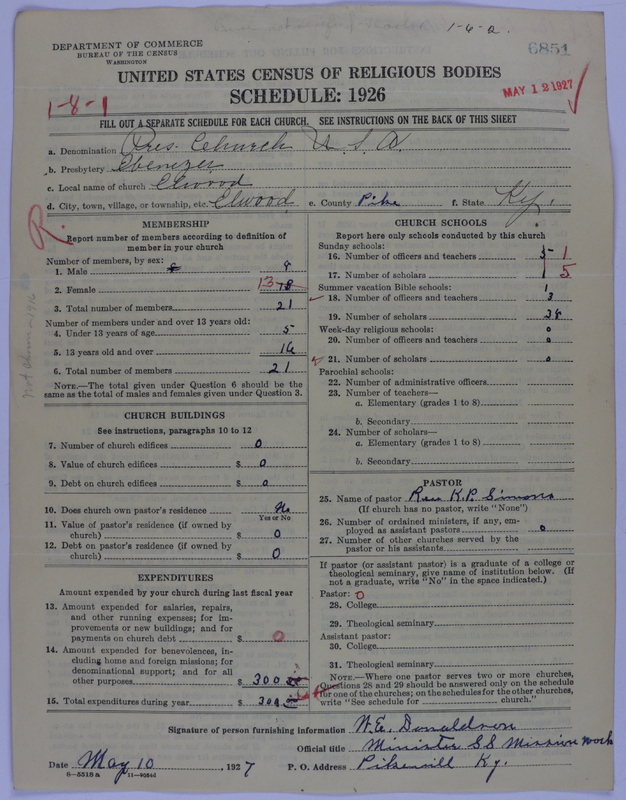 1-6-2.
DEPARTMENT OF COMMERCE
BUREAU OF THE CENSUS
WASHINGTON
6851
UNITED STATES CENSUS OF RELIGIOUS BODIES
SCHEDULE: 1926
MAY 12 1927
1-8-1
FILL OUT A SEPARATE SCHEDULE FOR EACH CHURCH. SEE INSTRUCTIONS ON THE BACK OF THIS SHEET
a. Denomination Pres. Church U. S. A.
b. Presbytery Ebenezer
c. Local name of church Elwood
d. City, town, village, or township, etc. Elwood e. County Pike f. State Ky.
R.
MEMBERSHIP
Report number of members according to definition of member in your church
Number of members, by sex:
1. Male 8
2. Female 13
3. Total number of members 21
Number of members under and over 13 years old:
4. Under 13 years of age 5
5. 13 years old and over 16
6. Total number of members 21
NOTE.—The total given under Question 6 should be the same as the total of males and females given under Question 3.
Not shown in 1916
CHURCH BUILDINGS
See instructions, paragraphs 10 to 12
7. Number of church edifices 0
8. Value of church edifices $ 0
9. Debt on church edifices $ 0
10. Does church own pastor's residence No
Yes or No
11. Value of pastor's residence (if owned by church) $ 0
12. Debt on pastor's residence (if owned by church) $ 0
EXPENDITURES
Amount expended by your church during last fiscal year
13. Amount expended for salaries, repairs, and other running expenses; for improvements or new buildings; and for payments on church debt $ 0
14. Amount expended for benevolences, including home and foreign missions; for denominational support; and for all other purposes $ 300
15. Total expenditures during year $ 300
CHURCH SCHOOLS
Report here only schools conducted by this church
Sunday schools:
16. Number of officers and teachers 5 1
17. Number of scholars 5
Summer vacation Bible schools: 1
18. Number of officers and teachers 3
19. Number of scholars 28
Week-day religious schools: 0
20. Number of officers and teachers 0
21. Number of scholars 0
Parochial schools:
22. Number of administrative officers
23. Number of teachers—
a. Elementary (grades 1 to 8)
b. Secondary
24. Number of scholars—
a. Elementary (grades 1 to 8)
b. Secondary
PASTOR
25. Name of pastor Rev K.P. Simons
(If church has no pastor, write "None")
26. Number of ordained ministers, if any, employed as assistant pastors 0
27. Number of other churches served by the pastor or his assistants
If pastor (or assistant pastor) is a graduate of a college or theological seminary, give name of institution below. (If not a graduate, write "No" in the space indicated.)
Pastor: 0
28. College
29. Theological seminary
Assistant pastor:
30. College
31. Theological seminary
NOTE.—Where one pastor serves two or more churches, Questions 28 and 29 should be answered only on the schedule for one of the churches; on the schedules for the other churches, write "See schedule for church."
Signature of person furnishing information W.E. Donaldson
Official title Minister SS Mission Work
Date May 10, 1927 P. O. Address Pikevill Ky.
8-5518a 11-9054d